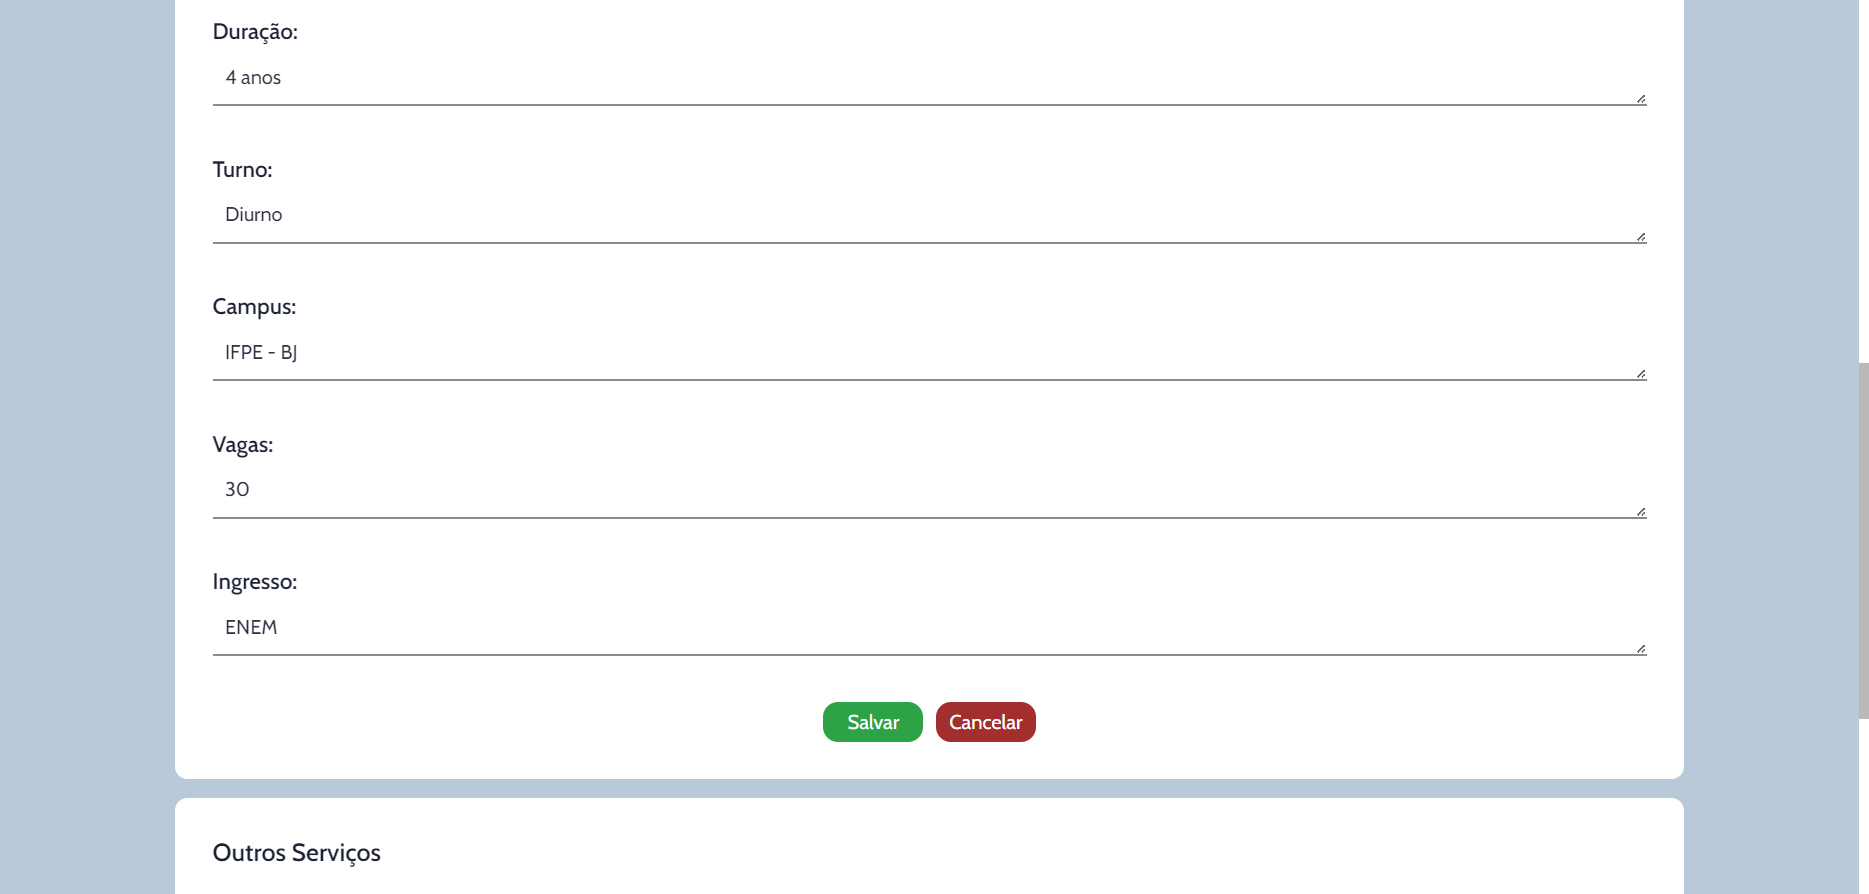 Duração:
4 anos
Turno:
Diurno
Campus:
IFPE - BJ
Vagas:
30
Ingresso:
ENEM
Salvar Cancelar
Outros Serviços